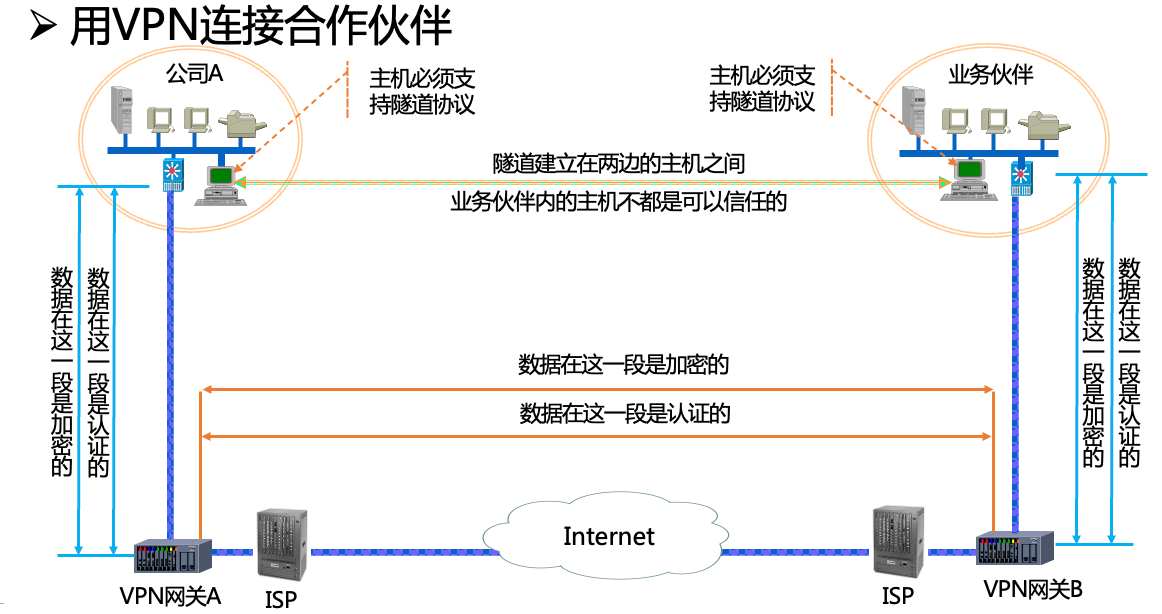 ➢ 用VPN连接合作伙伴
公司A
主机必须支
持隧道协议
主机必须支
持隧道协议
业务伙伴
隧道建立在两边的主机之间
业务伙伴内的主机不都是可以信任的
数据在这一段是加密的
数据在这一段是认证的
数据在这一段是加密的
数据在这一段是认证的
数据在这一段是加密的
数据在这一段是认证的
Internet
VPN网关A
ISP
ISP
VPN网关B